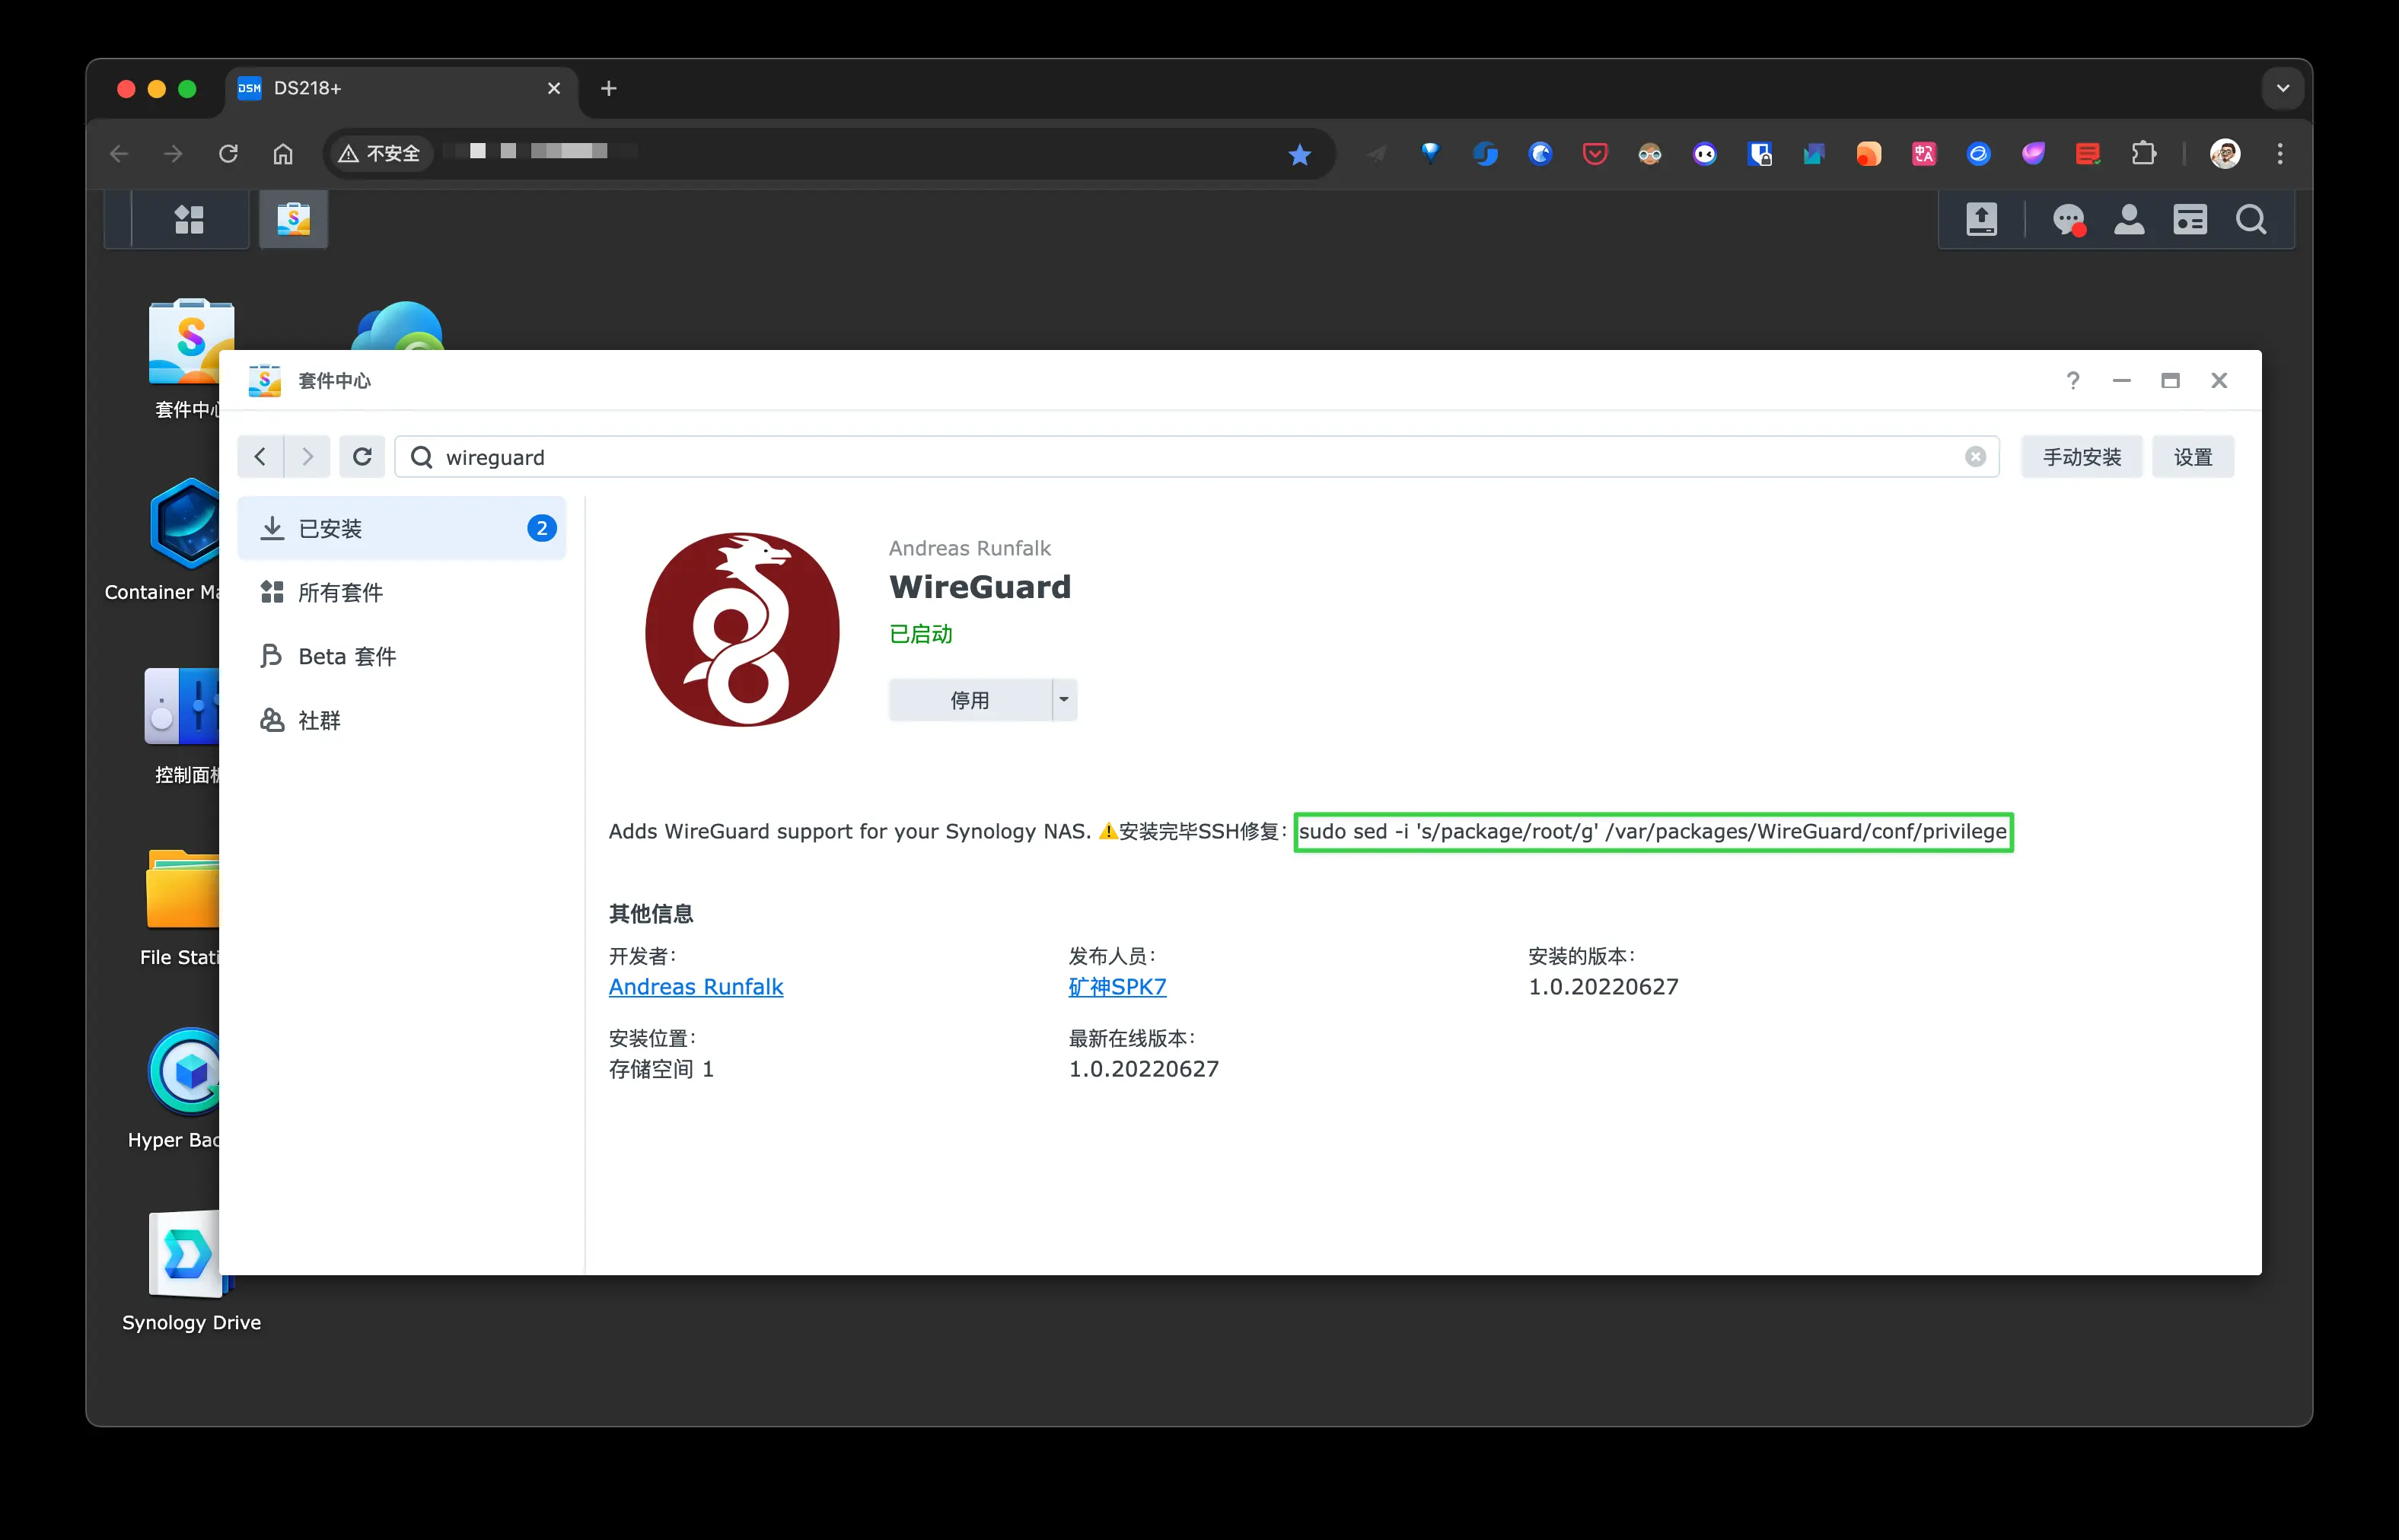 DSM DS218+
不安全
套件中心
Container Ma
控制面板
File Stati
Hyper Bac
Synology Drive
套件中心
wireguard
手动安装
设置
已安装
2
所有套件
Beta 套件
社群
Andreas Runfalk
WireGuard
已启动
停用
Adds WireGuard support for your Synology NAS. ⚠️安装完毕SSH修复: sudo sed -i 's/package/root/g' /var/packages/WireGuard/conf/privilege
其他信息
开发者:
Andreas Runfalk
发布人员:
矿神SPK7
安装的版本:
1.0.20220627
安装位置:
存储空间 1
最新在线版本:
1.0.20220627